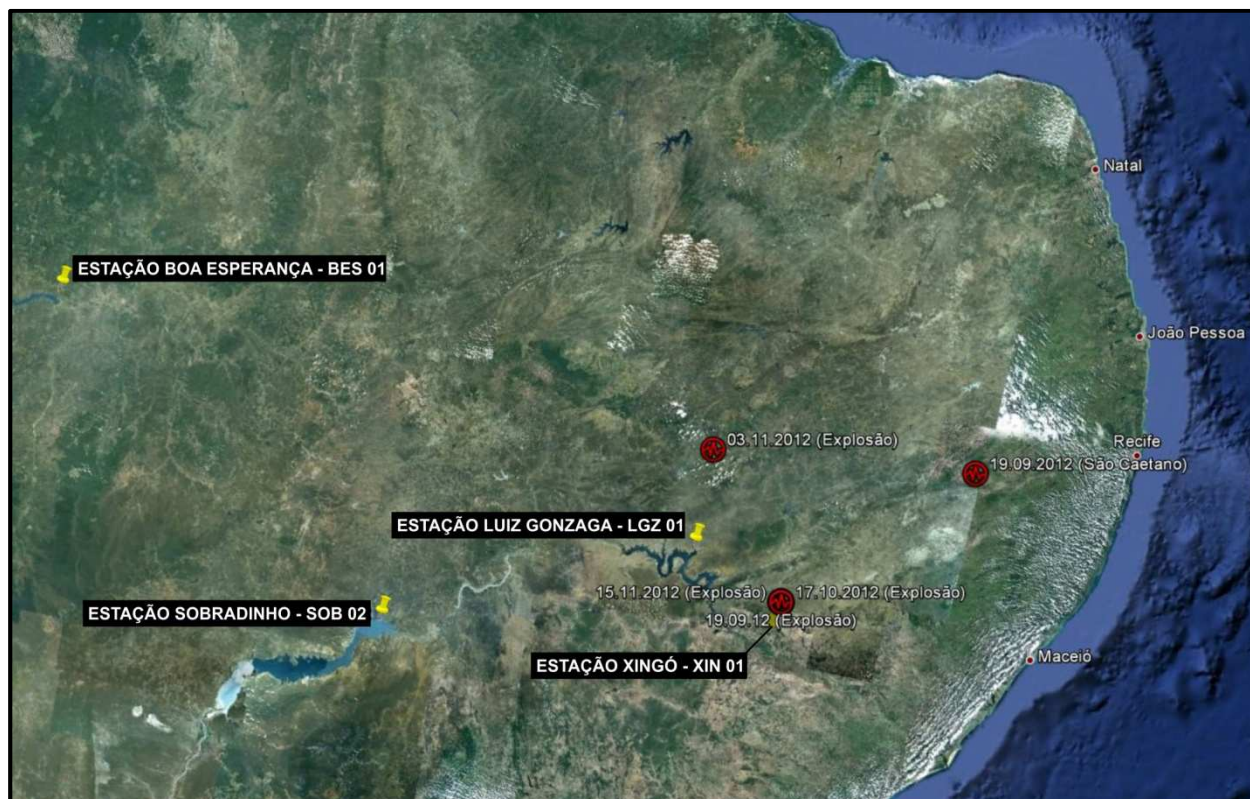 Natal
ESTAÇÃO BOA ESPERANÇA - BES 01
João Pessoa
03.11.2012 (Explosão)
Recife
19.09.2012 (São Caetano)
ESTAÇÃO LUIZ GONZAGA - LGZ 01
15.11.2012 (Explosão)
17.10.2012 (Explosão)
ESTAÇÃO SOBRADINHO - SOB 02
19.09.12 (Explosão)
ESTAÇÃO XINGÓ - XIN 01
Maceió